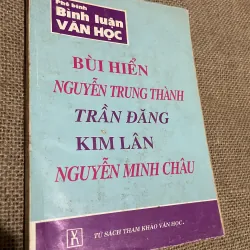 Phê bình
Bình luận
VĂN HỌC
BÙI HIỂN
NGUYỄN TRUNG THÀNH
TRẦN ĐĂNG
KIM LÂN
NGUYỄN MINH CHÂU
TỦ SÁCH THAM KHẢO VĂN HỌC